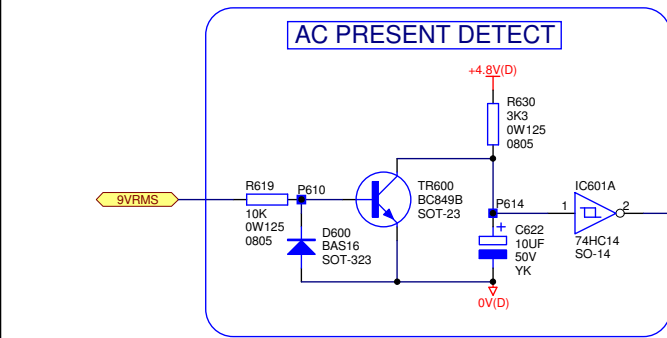 AC PRESENT DETECT
+4.8V(D)
R630
3K3
0W125
0805
9VRMS
R619
10K
0W125
0805
P610
D600
BAS16
SOT-323
TR600
BC849B
SOT-23
P614
+
C622
10UF
50V
YK
0V(D)
IC601A
1
2
74HC14
SO-14